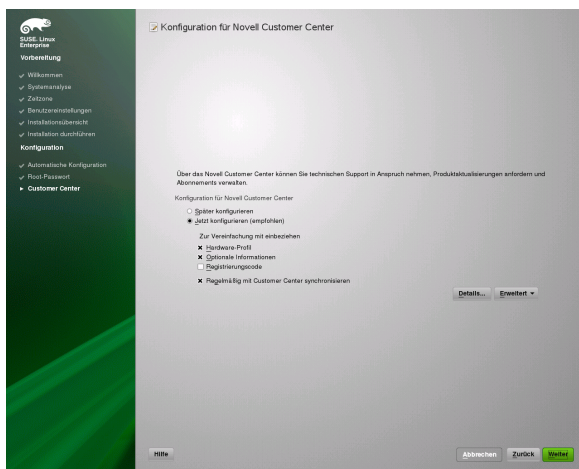 SUSE. Linux
Enterprise
Vorbereitung
Willkommen
Systemanalyse
Zeitzone
Benutzereinstellungen
Installationsübersicht
Installation durchführen
Konfiguration
Automatische Konfiguration
Root-Passwort
Customer Center
Konfiguration für Novell Customer Center
Über das Novell Customer Center können Sie technischen Support in Anspruch nehmen, Produktaktualisierungen anfordern und
Abonnements verwalten.
Konfiguration für Novell Customer Center
Später konfigurieren
Jetzt konfigurieren (empfohlen)
Zur Vereinfachung mit einbeziehen
Hardware-Profil
Optionale Informationen
Registrierungscode
Regelmäßig mit Customer Center synchronisieren
Details...
Erweitert
Hilfe
Abbrechen
Zurück
Weiter